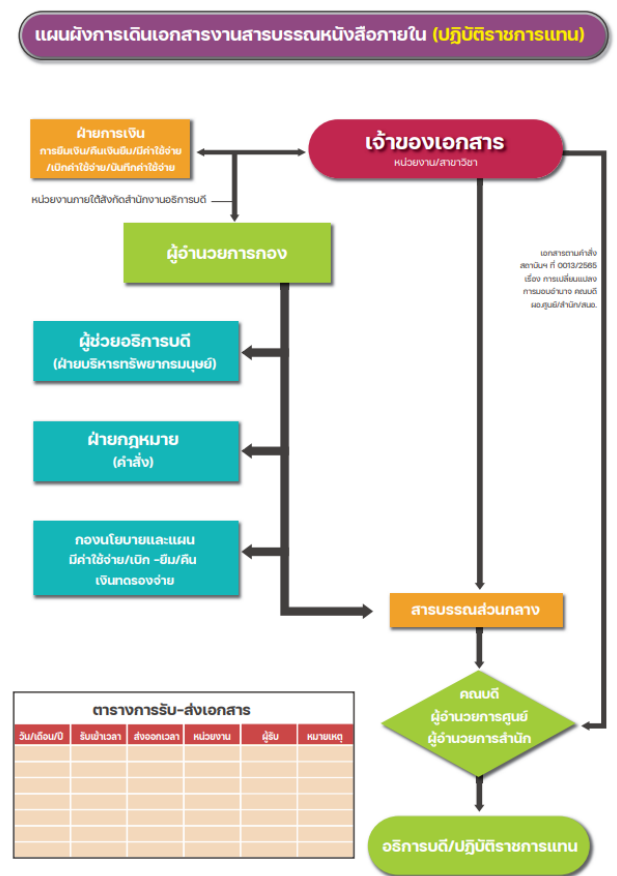 แผนผังการเดินเอกสารงานสารบรรณหนังสือภายใน (ปฏิบัติราชการแทน)
ฝ่ายการเงิน
การยืมเงิน/คืนเงินยืม/มีค่าใช้จ่าย
/เบิกค่าใช้จ่าย/บันทึกค่าใช้จ่าย
เจ้าของเอกสาร
หน่วยงาน/สาขาวิชา
หน่วยงานภายใต้สังกัดสำนักงานอธิการบดี
ผู้อำนวยการกอง
เอกสารตามคำสั่ง
สถาบันฯ ที่ 0013/2565
เรื่อง การเปลี่ยนแปลง
การมอบอำนาจ คณบดี
ผอ.ศูนย์/สำนัก/สนอ.
ผู้ช่วยอธิการบดี
(ฝ่ายบริหารทรัพยากรมนุษย์)
ฝ่ายกฎหมาย
(คำสั่ง)
กองนโยบายและแผน
มีค่าใช้จ่าย/เบิก -ยืม/คืน
เงินทดรองจ่าย
สารบรรณส่วนกลาง
คณบดี
ผู้อำนวยการศูนย์
ผู้อำนวยการสำนัก
ตารางการรับ-ส่งเอกสาร
วัน/เดือน/ปี รับเข้าเวลา ส่งออกเวลา หน่วยงาน ผู้รับ หมายเหตุ
อธิการบดี/ปฏิบัติราชการแทน